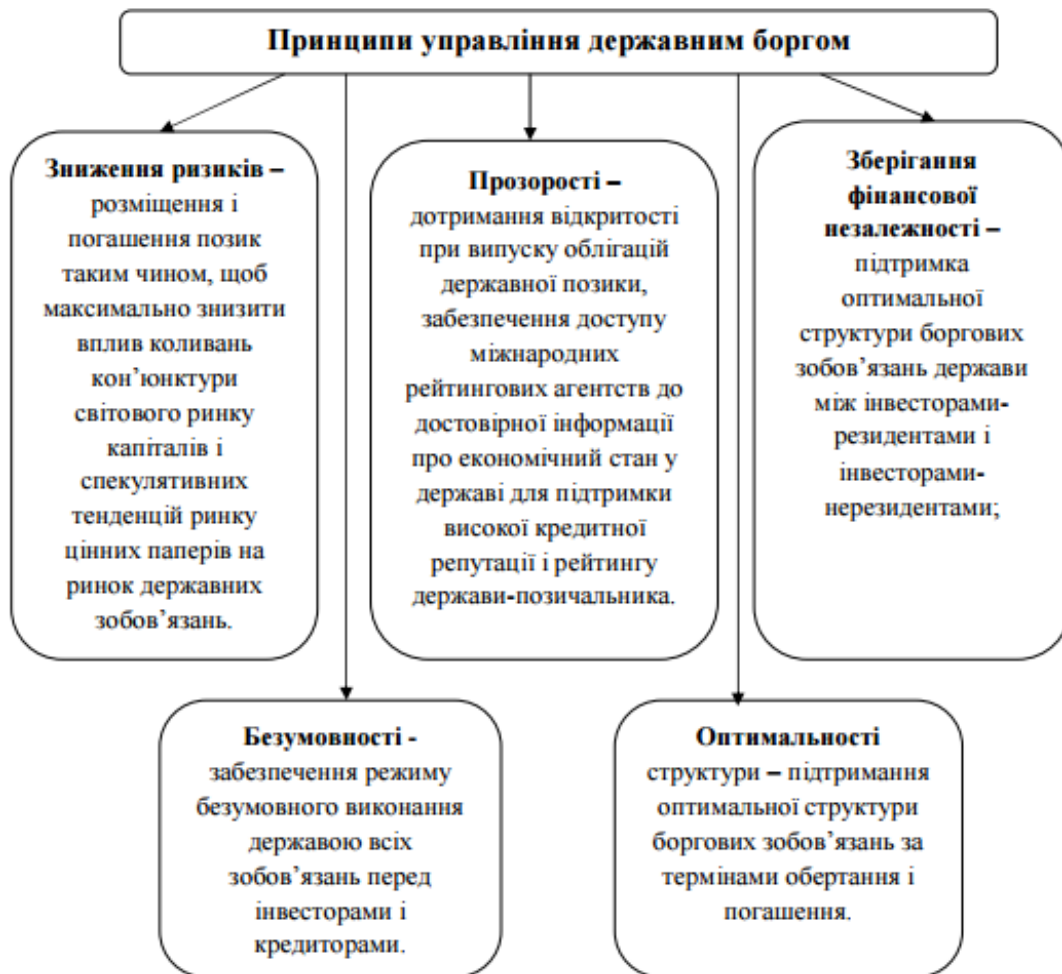 Принципи управління державним боргом
Зниження ризиків –
розміщення і
погашення позик
таким чином, щоб
максимально знизити
вплив коливань
кон’юнктури
світового ринку
капіталів і
спекулятивних
тенденцій ринку
цінних паперів на
ринок державних
зобов’язань.
Прозорості –
дотримання відкритості
при випуску облігацій
державної позики,
забезпечення доступу
міжнародних
рейтингових агентств до
достовірної інформації
про економічний стан у
державі для підтримки
високої кредитної
репутації і рейтингу
держави-позичальника.
Зберігання
фінансової
незалежності –
підтримка
оптимальної
структури боргових
зобов’язань держави
між інвесторами-
резидентами і
інвесторами-
нерезидентами;
Безумовності -
забезпечення режиму
безумовного виконання
державою всіх
зобов’язань перед
інвесторами і
кредиторами.
Оптимальності
структури – підтримання
оптимальної структури
боргових зобов’язань за
термінами обертання і
погашення.